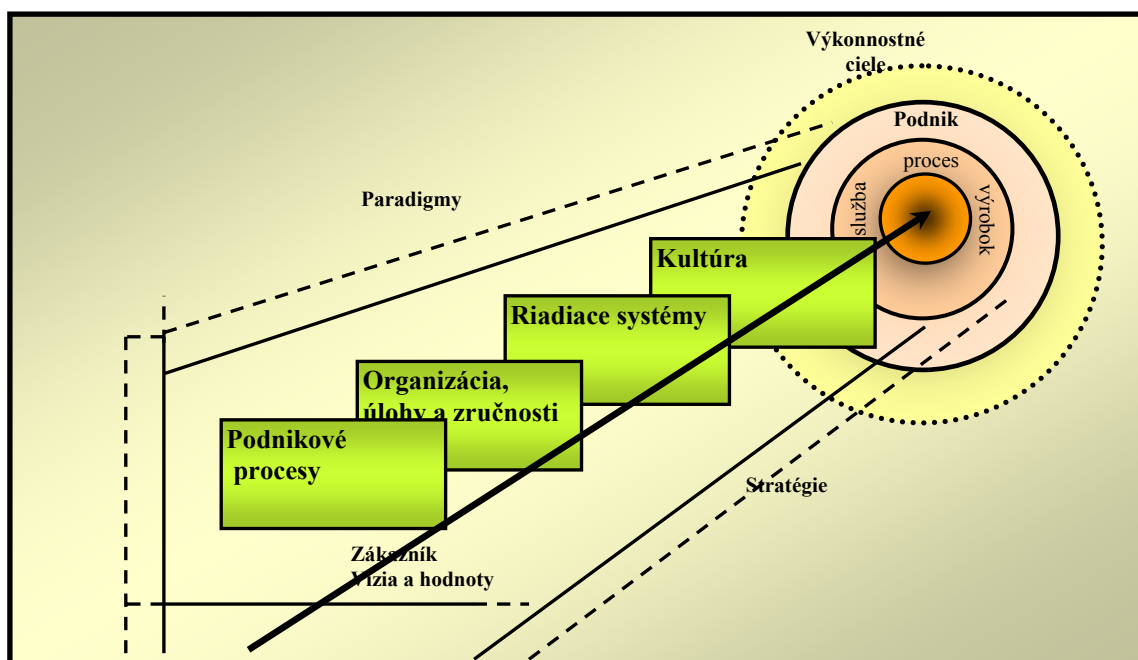 Výkonnostné
ciele
Podnik
proces
služba
výrobok
Paradigmy
Kultúra
Riadiace systémy
Organizácia,
úlohy a zručnosti
Podnikové
procesy
Stratégie
Zákazník
Vízia a hodnoty